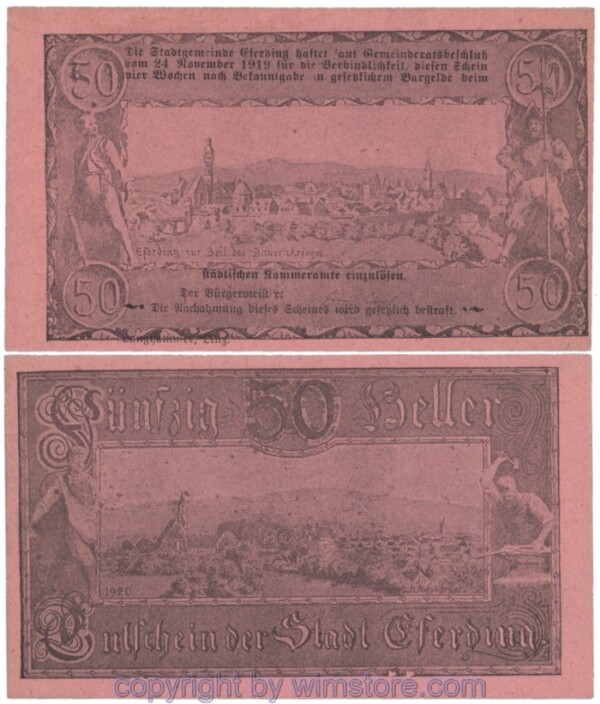 50
50
Die Stadtgemeinde Eferding haftet laut Gemeinderatsbeschluß
vom 24 November 1919 für die Verbindlichkeit, diesen Schein
vier Wochen nach Bekanntgabe in gesetzlichem Bargelde beim
Eferding zur Zeit des
städtischen Kammeramte einzulösen.
50
50
Der Bürgermeister:
Die Nachahmung dieses Scheines wird gesetzlich bestraft.
Langhammer, Linz.
Fünfzig 50 Heller
1920
Gutschein der Stadt Eferding.
copyright by wimstore.com